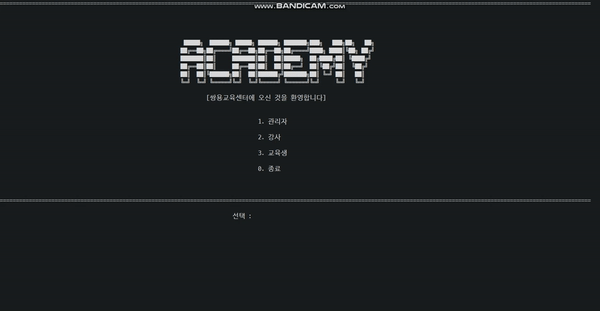 www.BANDICAM.com
ACADEMY
[쌍용교육센터에 오신 것을 환영합니다]
1. 관리자
2. 강사
3. 교육생
0. 종료
선택 :